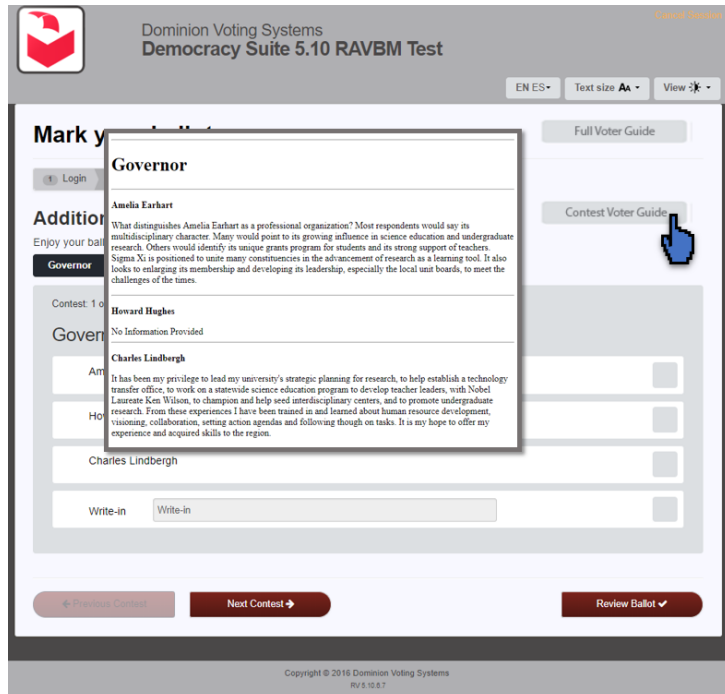 Cancel Session
Dominion Voting Systems
Democracy Suite 5.10 RAVBM Test
EN ES
Text size AA
View
Mark y
Full Voter Guide
1 Login
Contest Voter Guide
Addition
Enjoy your ball
Governor
Contest: 1 o
Govern
Am
How
Governor
Amelia Earhart
What distinguishes Amelia Earhart as a professional organization? Most respondents would say its
multidisciplinary character. Many would point to its growing influence in science education and undergraduate
research. Others would identify its unique grants program for students and its strong support of teachers.
Sigma Xi is positioned to unite many constituencies in the advancement of research as a learning tool. It also
looks to enlarging its membership and developing its leadership, especially the local unit boards, to meet the
challenges of the times.
Howard Hughes
No Information Provided
Charles Lindbergh
It has been my privilege to lead my university's strategic planning for research, to help establish a technology
transfer office, to work on a statewide science education program to develop teacher leaders, with Nobel
Laureate Ken Wilson, to champion and help seed interdisciplinary centers, and to promote undergraduate
research. From these experiences I have been trained in and learned about human resource development,
visioning, collaboration, setting action agendas and following though on tasks. It is my hope to offer my
experience and acquired skills to the region.
Charles Lindbergh
Write-in
Write-in
Previous Contest
Next Contest
Review Ballot
Copyright © 2016 Dominion Voting Systems
RV 5.10.6.7